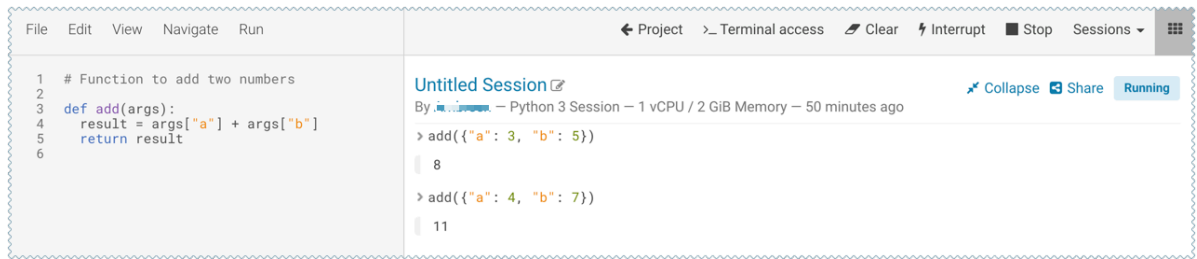 File Edit View Navigate Run
Project >_ Terminal access Clear Interrupt Stop Sessions
1 # Function to add two numbers
2
3 def add(args):
4 result = args["a"] + args["b"]
5 return result
6
Untitled Session
Collapse Share Running
By — Python 3 Session — 1 vCPU / 2 GiB Memory — 50 minutes ago
> add({"a": 3, "b": 5})
8
> add({"a": 4, "b": 7})
11